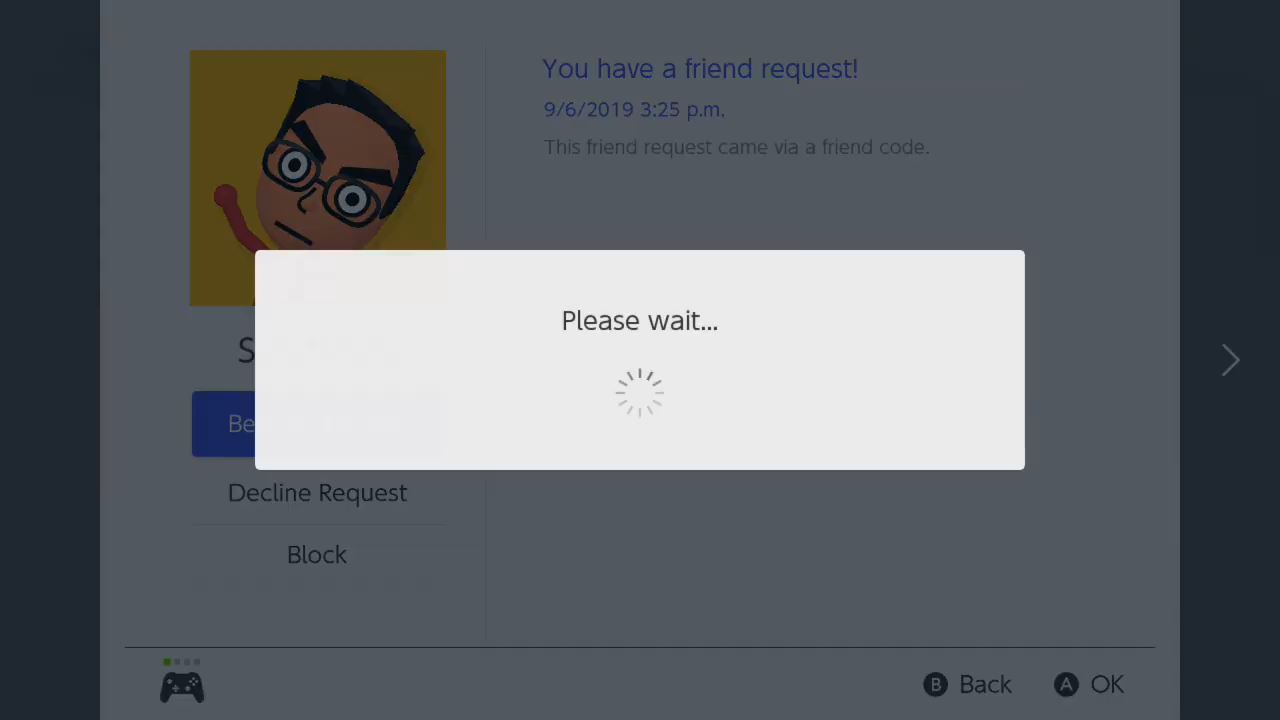 You have a friend request!
9/6/2019 3:25 p.m.
This friend request came via a friend code.
Please wait...
Decline Request
Block
B Back A OK